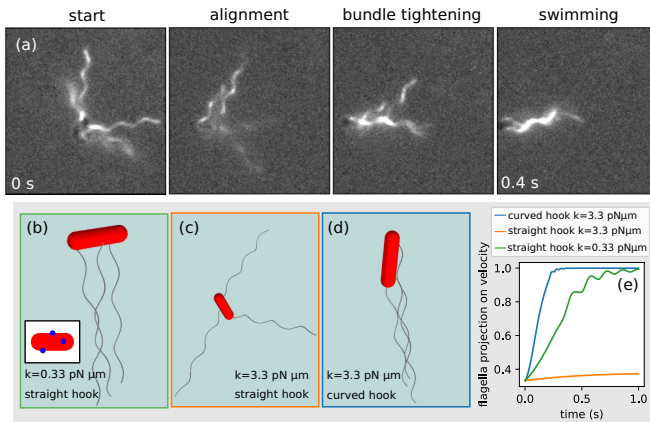 start
alignment
bundle tightening
swimming
(a)
0 s
0.4 s
(b)
k=0.33 pN µm
straight hook
(c)
k=3.3 pN µm
straight hook
(d)
k=3.3 pN µm
curved hook
curved hook k=3.3 pNµm
straight hook k=3.3 pNµm
straight hook k=0.33 pNµm
(e)
flagella projection on velocity
1.0
0.8
0.6
0.4
0.0
0.5
1.0
time (s)